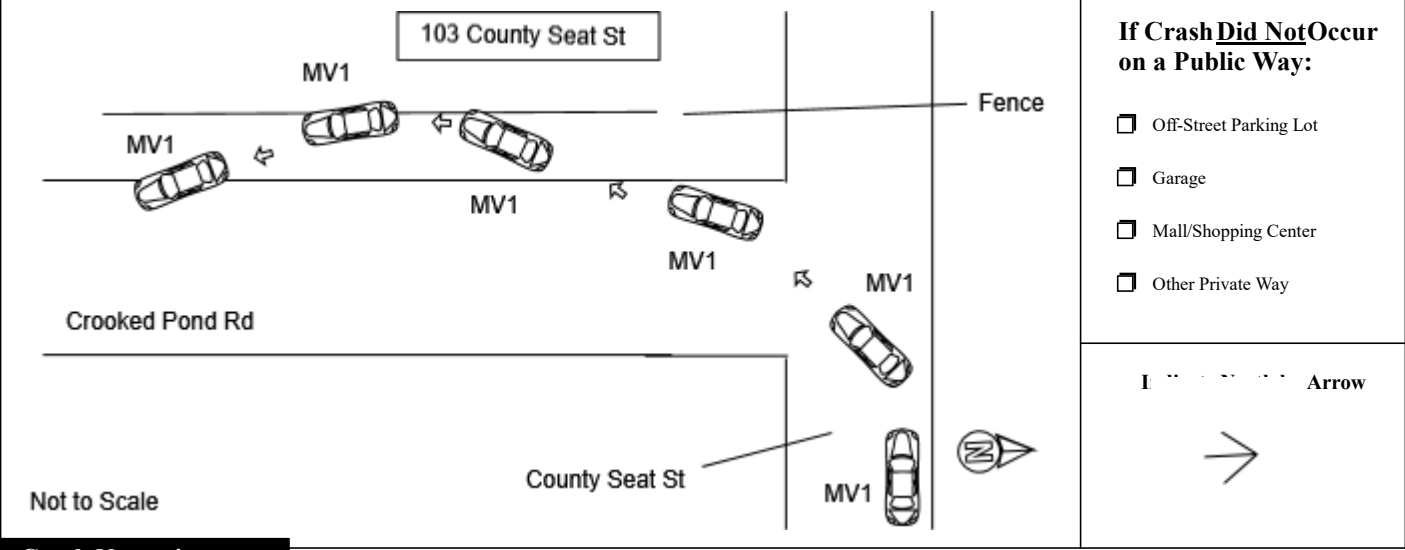 103 County Seat St
MV1
Fence
MV1
MV1
MV1
MV1
Crooked Pond Rd
County Seat St
N
MV1
Not to Scale
If Crash Did Not Occur
on a Public Way:
Off-Street Parking Lot
Garage
Mall/Shopping Center
Other Private Way
Arrow